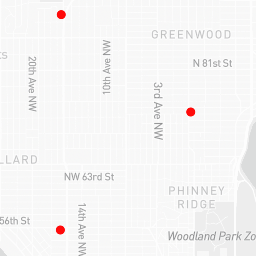 GREENWOOD
N 81st St
20th Ave NW
10th Ave NW
3rd Ave NW
LLARD
NW 63rd St
PHINNEY
RIDGE
56th St
14th Ave NW
Woodland Park Zo